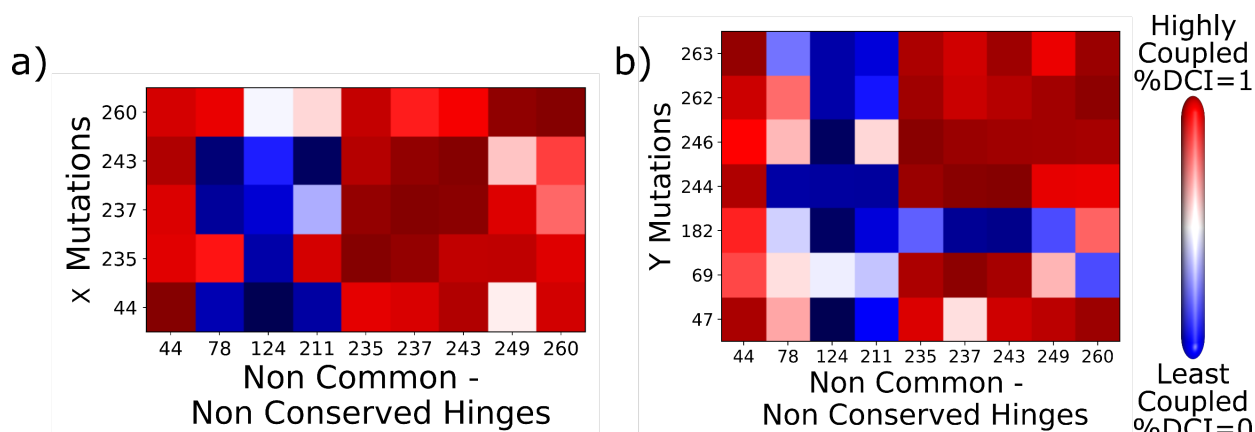 a)
X Mutations
260
243
237
235
44
44 78 124 211 235 237 243 249 260
Non Common -
Non Conserved Hinges
b)
Y Mutations
263
262
246
244
182
69
47
44 78 124 211 235 237 243 249 260
Non Common -
Non Conserved Hinges
Highly
Coupled
%DCI=1
Least
Coupled
%DCI=0